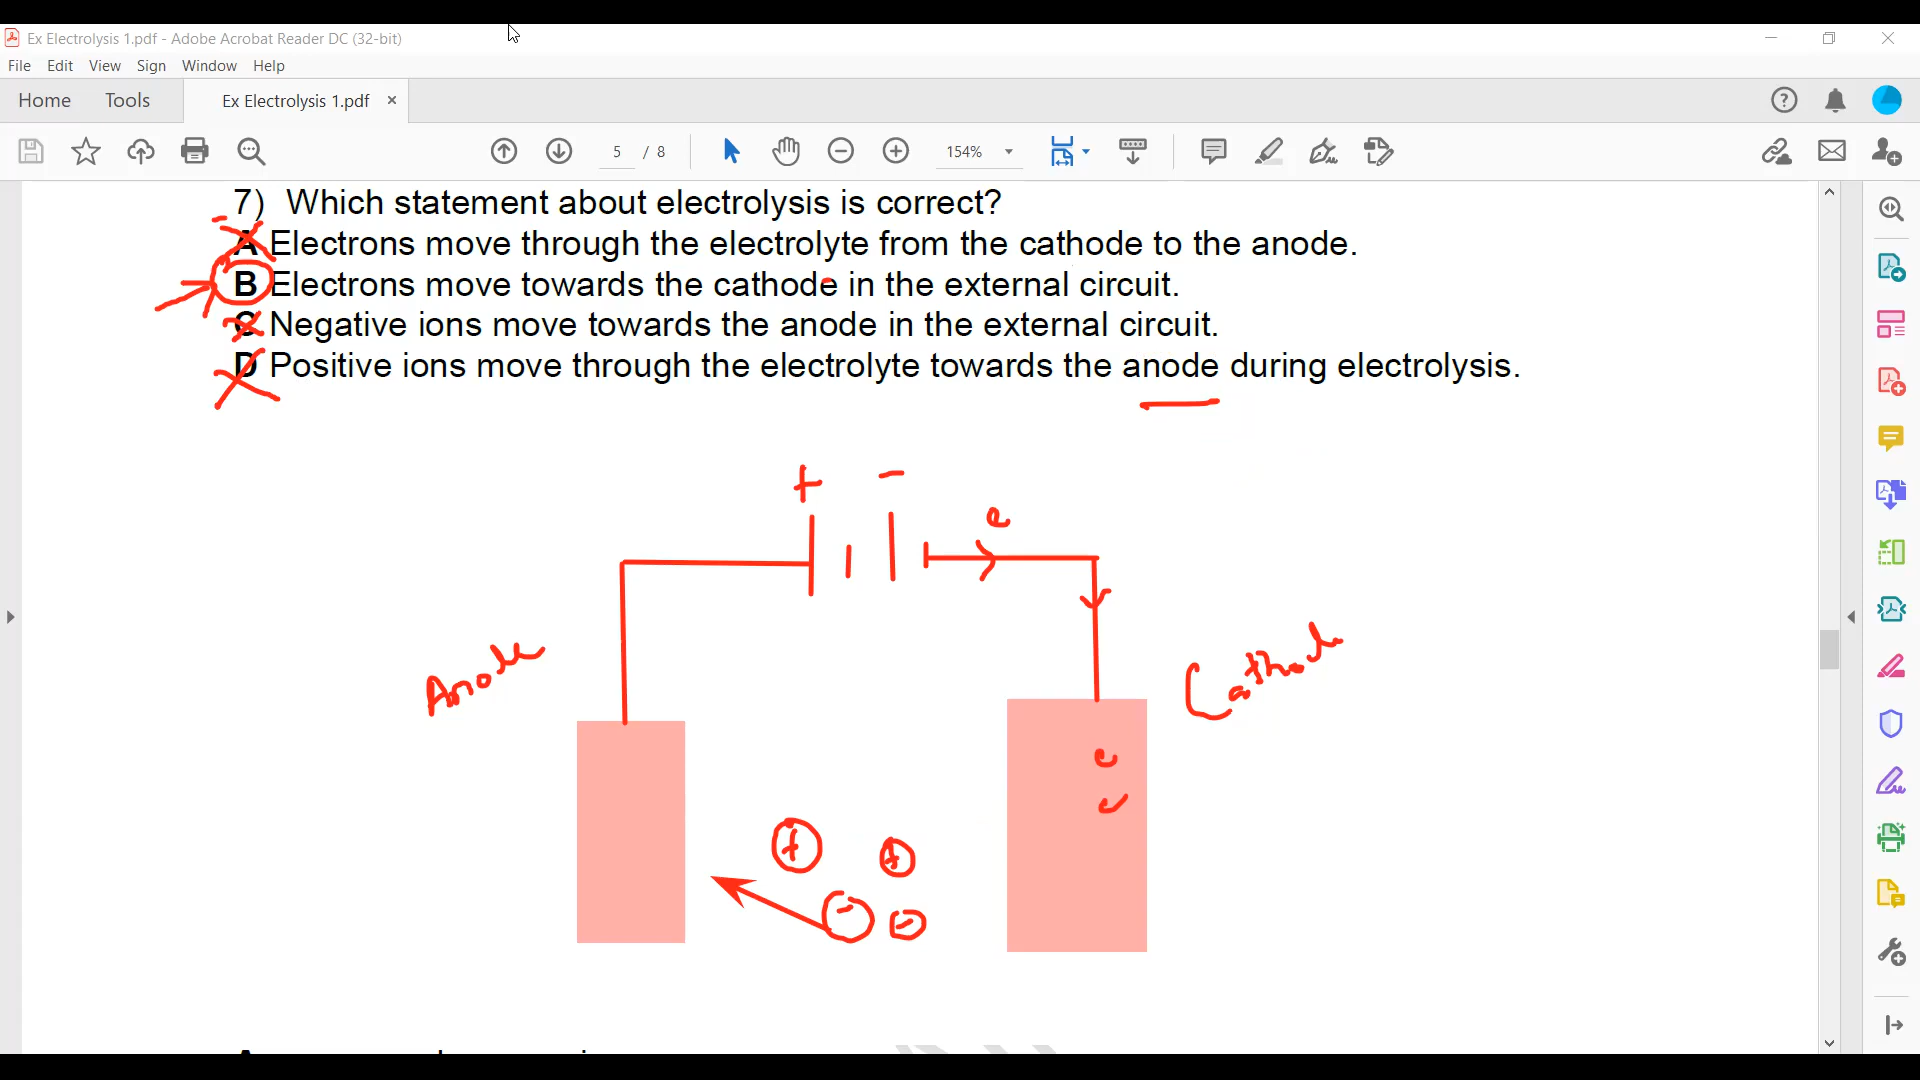 Ex Electrolysis 1.pdf - Adobe Acrobat Reader DC (32-bit)
File Edit View Sign Window Help
Home Tools Ex Electrolysis 1.pdf ×
5 / 8 154%
7) Which statement about electrolysis is correct?
A Electrons move through the electrolyte from the cathode to the anode.
B Electrons move towards the cathode in the external circuit.
C Negative ions move towards the anode in the external circuit.
D Positive ions move through the electrolyte towards the anode during electrolysis.
+ -
e
Anode Cathode
e
e
+ +
- -